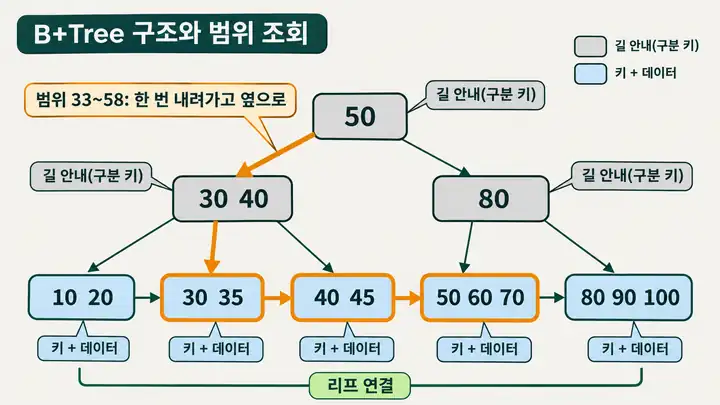 B+Tree 구조와 범위 조회
길 안내(구분 키)
키 + 데이터
범위 33~58: 한 번 내려가고 옆으로
50
길 안내(구분 키)
길 안내(구분 키)
30 40
80
길 안내(구분 키)
10 20
30 35
40 45
50 60 70
80 90 100
키 + 데이터
키 + 데이터
키 + 데이터
키 + 데이터
키 + 데이터
리프 연결